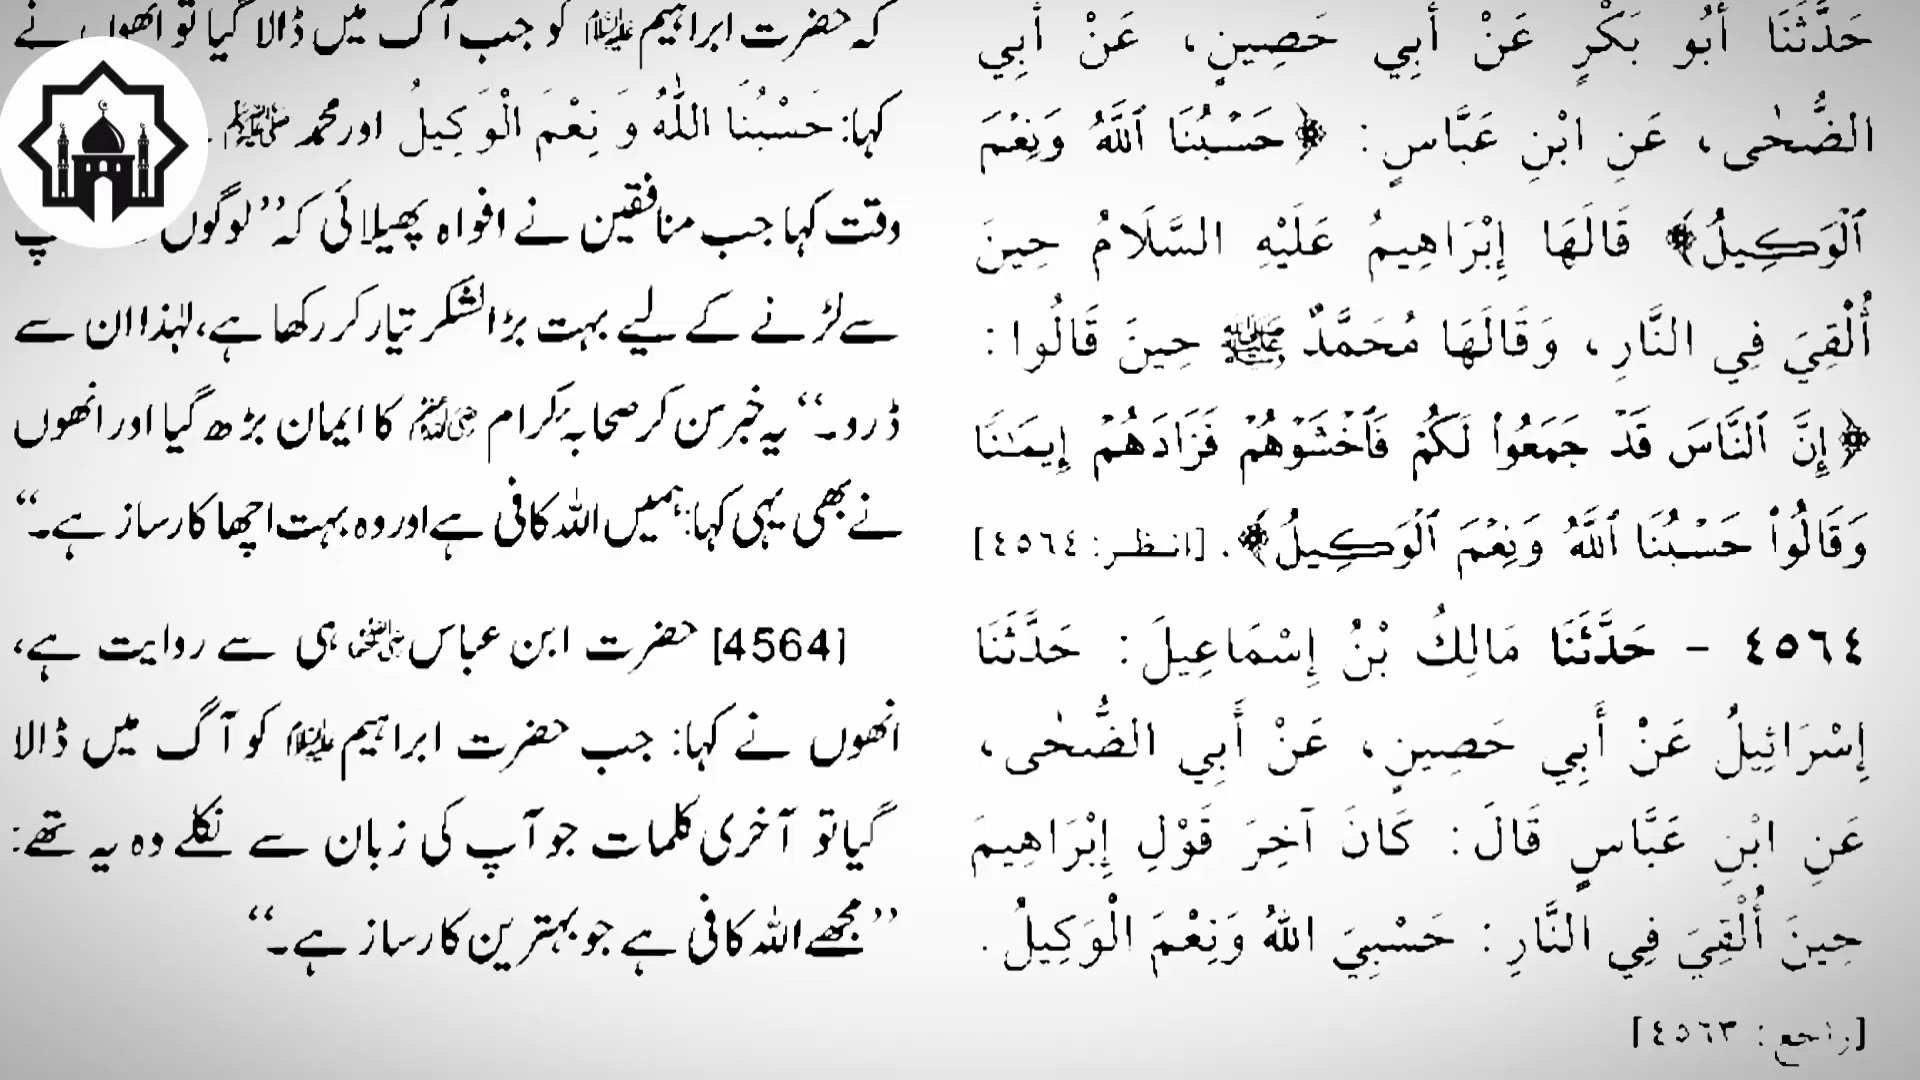 حَدَّثَنَا أَبُو بَكْرٍ عَنْ أَبِي حَصِينٍ، عَنْ أَبِي
الضُّحٰى، عَنِ ابْنِ عَبَّاسٍ: ﴿حَسْبُنَا ٱللَّهُ وَنِعْمَ
ٱلْوَكِيلُ﴾ قَالَهَا إِبْرَاهِيمُ عَلَيْهِ السَّلَامُ حِينَ
أُلْقِيَ فِي النَّارِ، وَقَالَهَا مُحَمَّدٌ ﷺ حِينَ قَالُوا:
﴿إِنَّ ٱلنَّاسَ قَدْ جَمَعُوا۟ لَكُمْ فَٱخْشَوْهُمْ فَزَادَهُمْ إِيمَـٰنًا
وَقَالُوا۟ حَسْبُنَا ٱللَّهُ وَنِعْمَ ٱلْوَكِيلُ﴾. [انظر: ٤٥٦٤]
٤٥٦٤ - حَدَّثَنَا مَالِكُ بْنُ إِسْمَاعِيلَ: حَدَّثَنَا
إِسْرَائِيلُ عَنْ أَبِي حَصِينٍ، عَنْ أَبِي الضُّحٰى،
عَنِ ابْنِ عَبَّاسٍ قَالَ: كَانَ آخِرَ قَوْلِ إِبْرَاهِيمَ
حِينَ أُلْقِيَ فِي النَّارِ: حَسْبِيَ اللهُ وَنِعْمَ الْوَكِيلُ.
[راجع: ٤٥٦٣]
کہ حضرت ابراہیم علیہ السلام کو جب آگ میں ڈالا گیا تو انھوں نے
کہا: حَسْبُنَا اللّٰهُ وَ نِعْمَ الْوَكِيلُ اور محمد ﷺ
وقت کہا جب منافقین نے افواہ پھیلائی کہ ’’لوگوں
سے لڑنے کے لیے بہت بڑا لشکر تیار کر رکھا ہے، لہٰذا ان سے
ڈرو۔‘‘ یہ خبر سن کر صحابۂ کرام رضی اللہ عنہم کا ایمان بڑھ گیا اور انھوں
نے بھی یہی کہا: ’’ہمیں اللہ کافی ہے اور وہ بہت اچھا کارساز ہے۔‘‘
[4564] حضرت ابن عباس رضی اللہ عنہما ہی سے روایت ہے،
انھوں نے کہا: جب حضرت ابراہیم علیہ السلام کو آگ میں ڈالا
گیا تو آخری کلمات جو آپ کی زبان سے نکلے وہ یہ تھے:
’’مجھے اللہ کافی ہے جو بہترین کارساز ہے۔‘‘